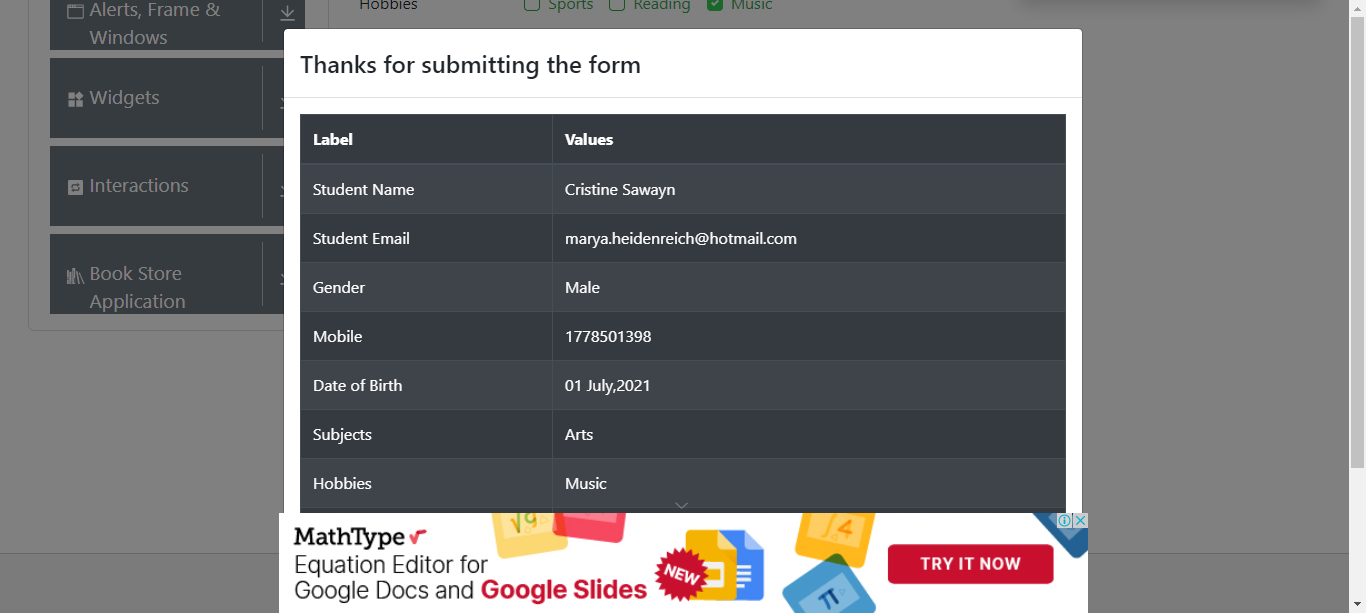 Alerts, Frame &
Windows
Widgets
Interactions
Book Store
Application
Hobbies Sports Reading Music
Thanks for submitting the form
Label Values
Student Name Cristine Sawayn
Student Email marya.heidenreich@hotmail.com
Gender Male
Mobile 1778501398
Date of Birth 01 July,2021
Subjects Arts
Hobbies Music
MathType
Equation Editor for
Google Docs and Google Slides
NEW
√9
∫4
π
TRY IT NOW